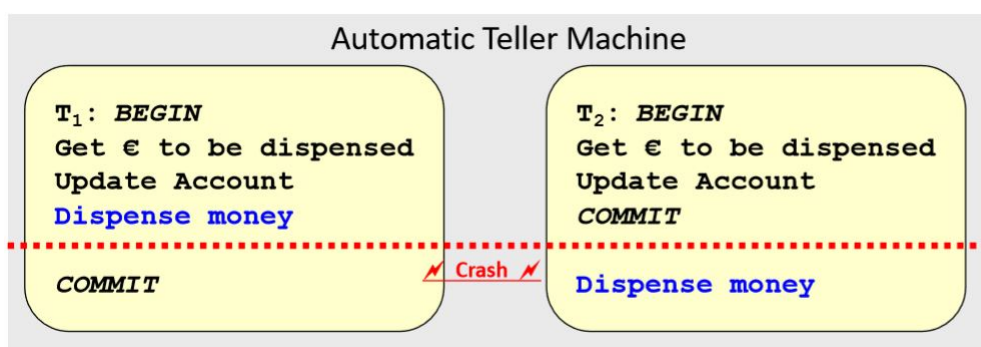 Automatic Teller Machine
T₁: BEGIN
Get € to be dispensed
Update Account
Dispense money
COMMIT
T₂: BEGIN
Get € to be dispensed
Update Account
COMMIT
Crash
Dispense money